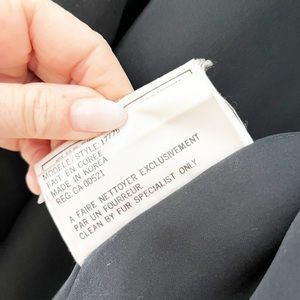 MODELE/STYLE:17776
FAIT EN COREE
MADE IN KOREA
REG. CA 00521
A FAIRE NETTOYER EXCLUSIVEMENT
PAR UN FOURREUR.
CLEAN BY FUR SPECIALIST ONLY